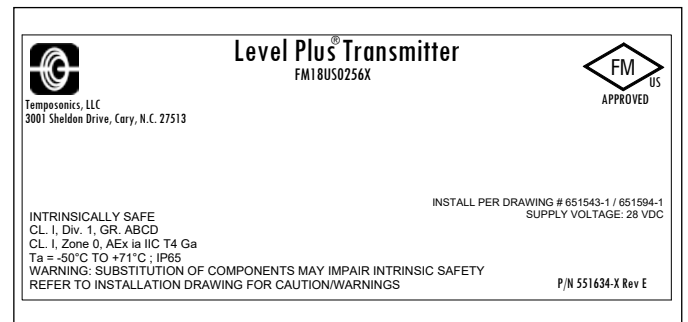 Level Plus® Transmitter
FM18US0256X
FM
US
APPROVED
Temposonics, LLC
3001 Sheldon Drive, Cary, N.C. 27513
INSTALL PER DRAWING # 651543-1 / 651594-1
SUPPLY VOLTAGE: 28 VDC
INTRINSICALLY SAFE
CL. I, Div. 1, GR. ABCD
CL. I, Zone 0, AEx ia IIC T4 Ga
Ta = -50°C TO +71°C ; IP65
WARNING: SUBSTITUTION OF COMPONENTS MAY IMPAIR INTRINSIC SAFETY
REFER TO INSTALLATION DRAWING FOR CAUTION/WARNINGS
P/N 551634-X Rev E